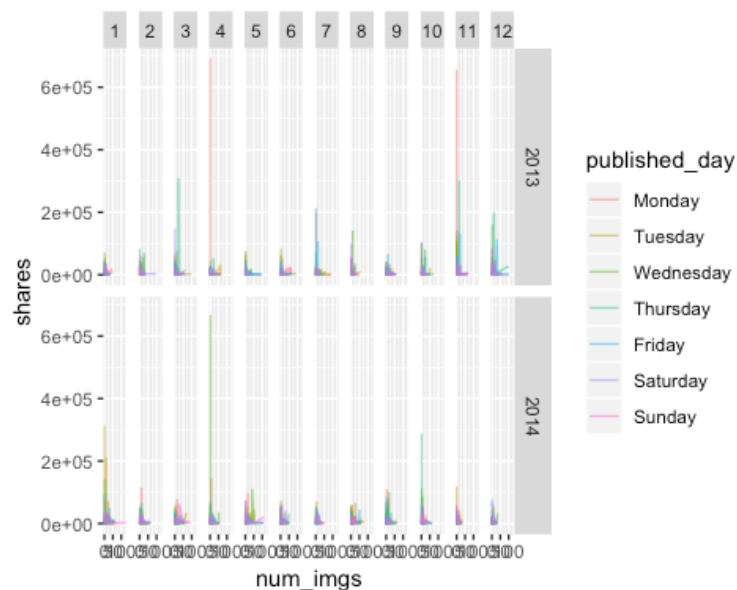 1 2 3 4 5 6 7 8 9 10 11 12
6e+05
4e+05
2e+05
0e+00
2013
6e+05
4e+05
2e+05
0e+00
2014
shares
num_imgs
published_day
Monday
Tuesday
Wednesday
Thursday
Friday
Saturday
Sunday